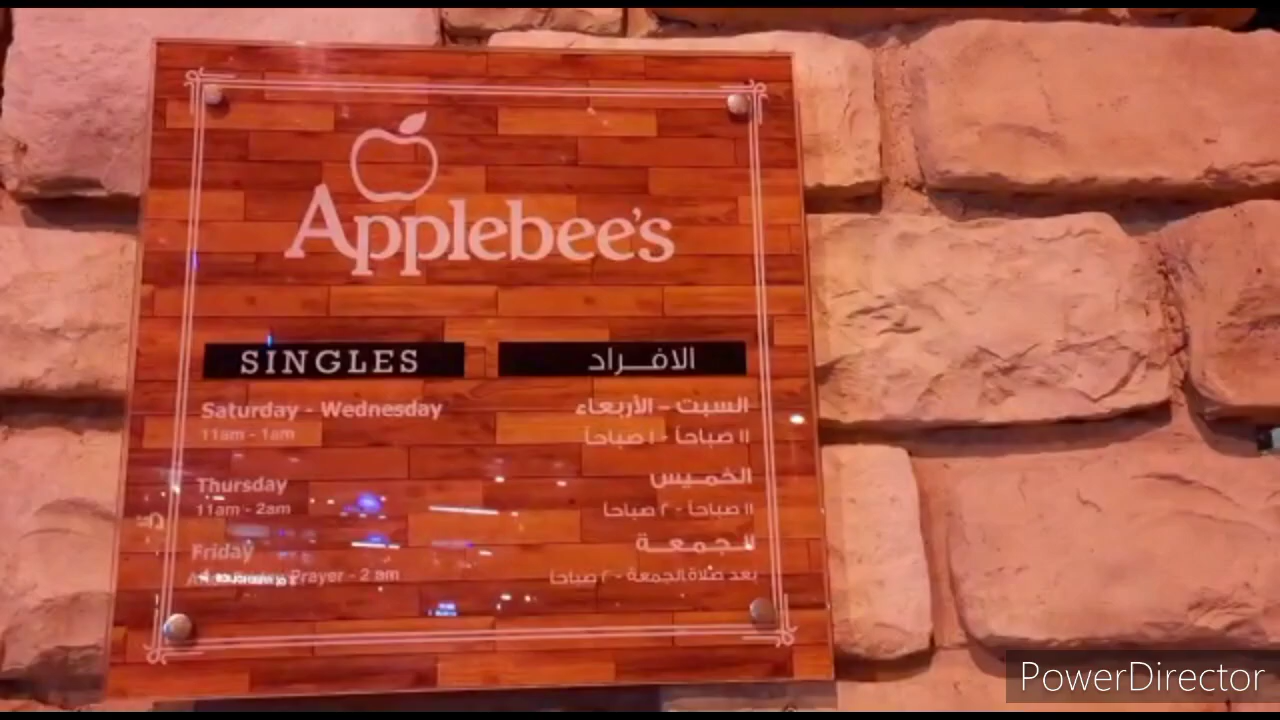 Applebee's
SINGLES
الافراد
Saturday - Wednesday
11am - 1am
السبت - الأربعاء
١١ صباحاً - ١ صباحاً
Thursday
11am - 2am
الخميس
١١ صباحاً - ٢ صباحاً
Friday
Prayer - 2 am
الجمعة
بعد صلاة الجمعة - ٢ صباحاً
PowerDirector